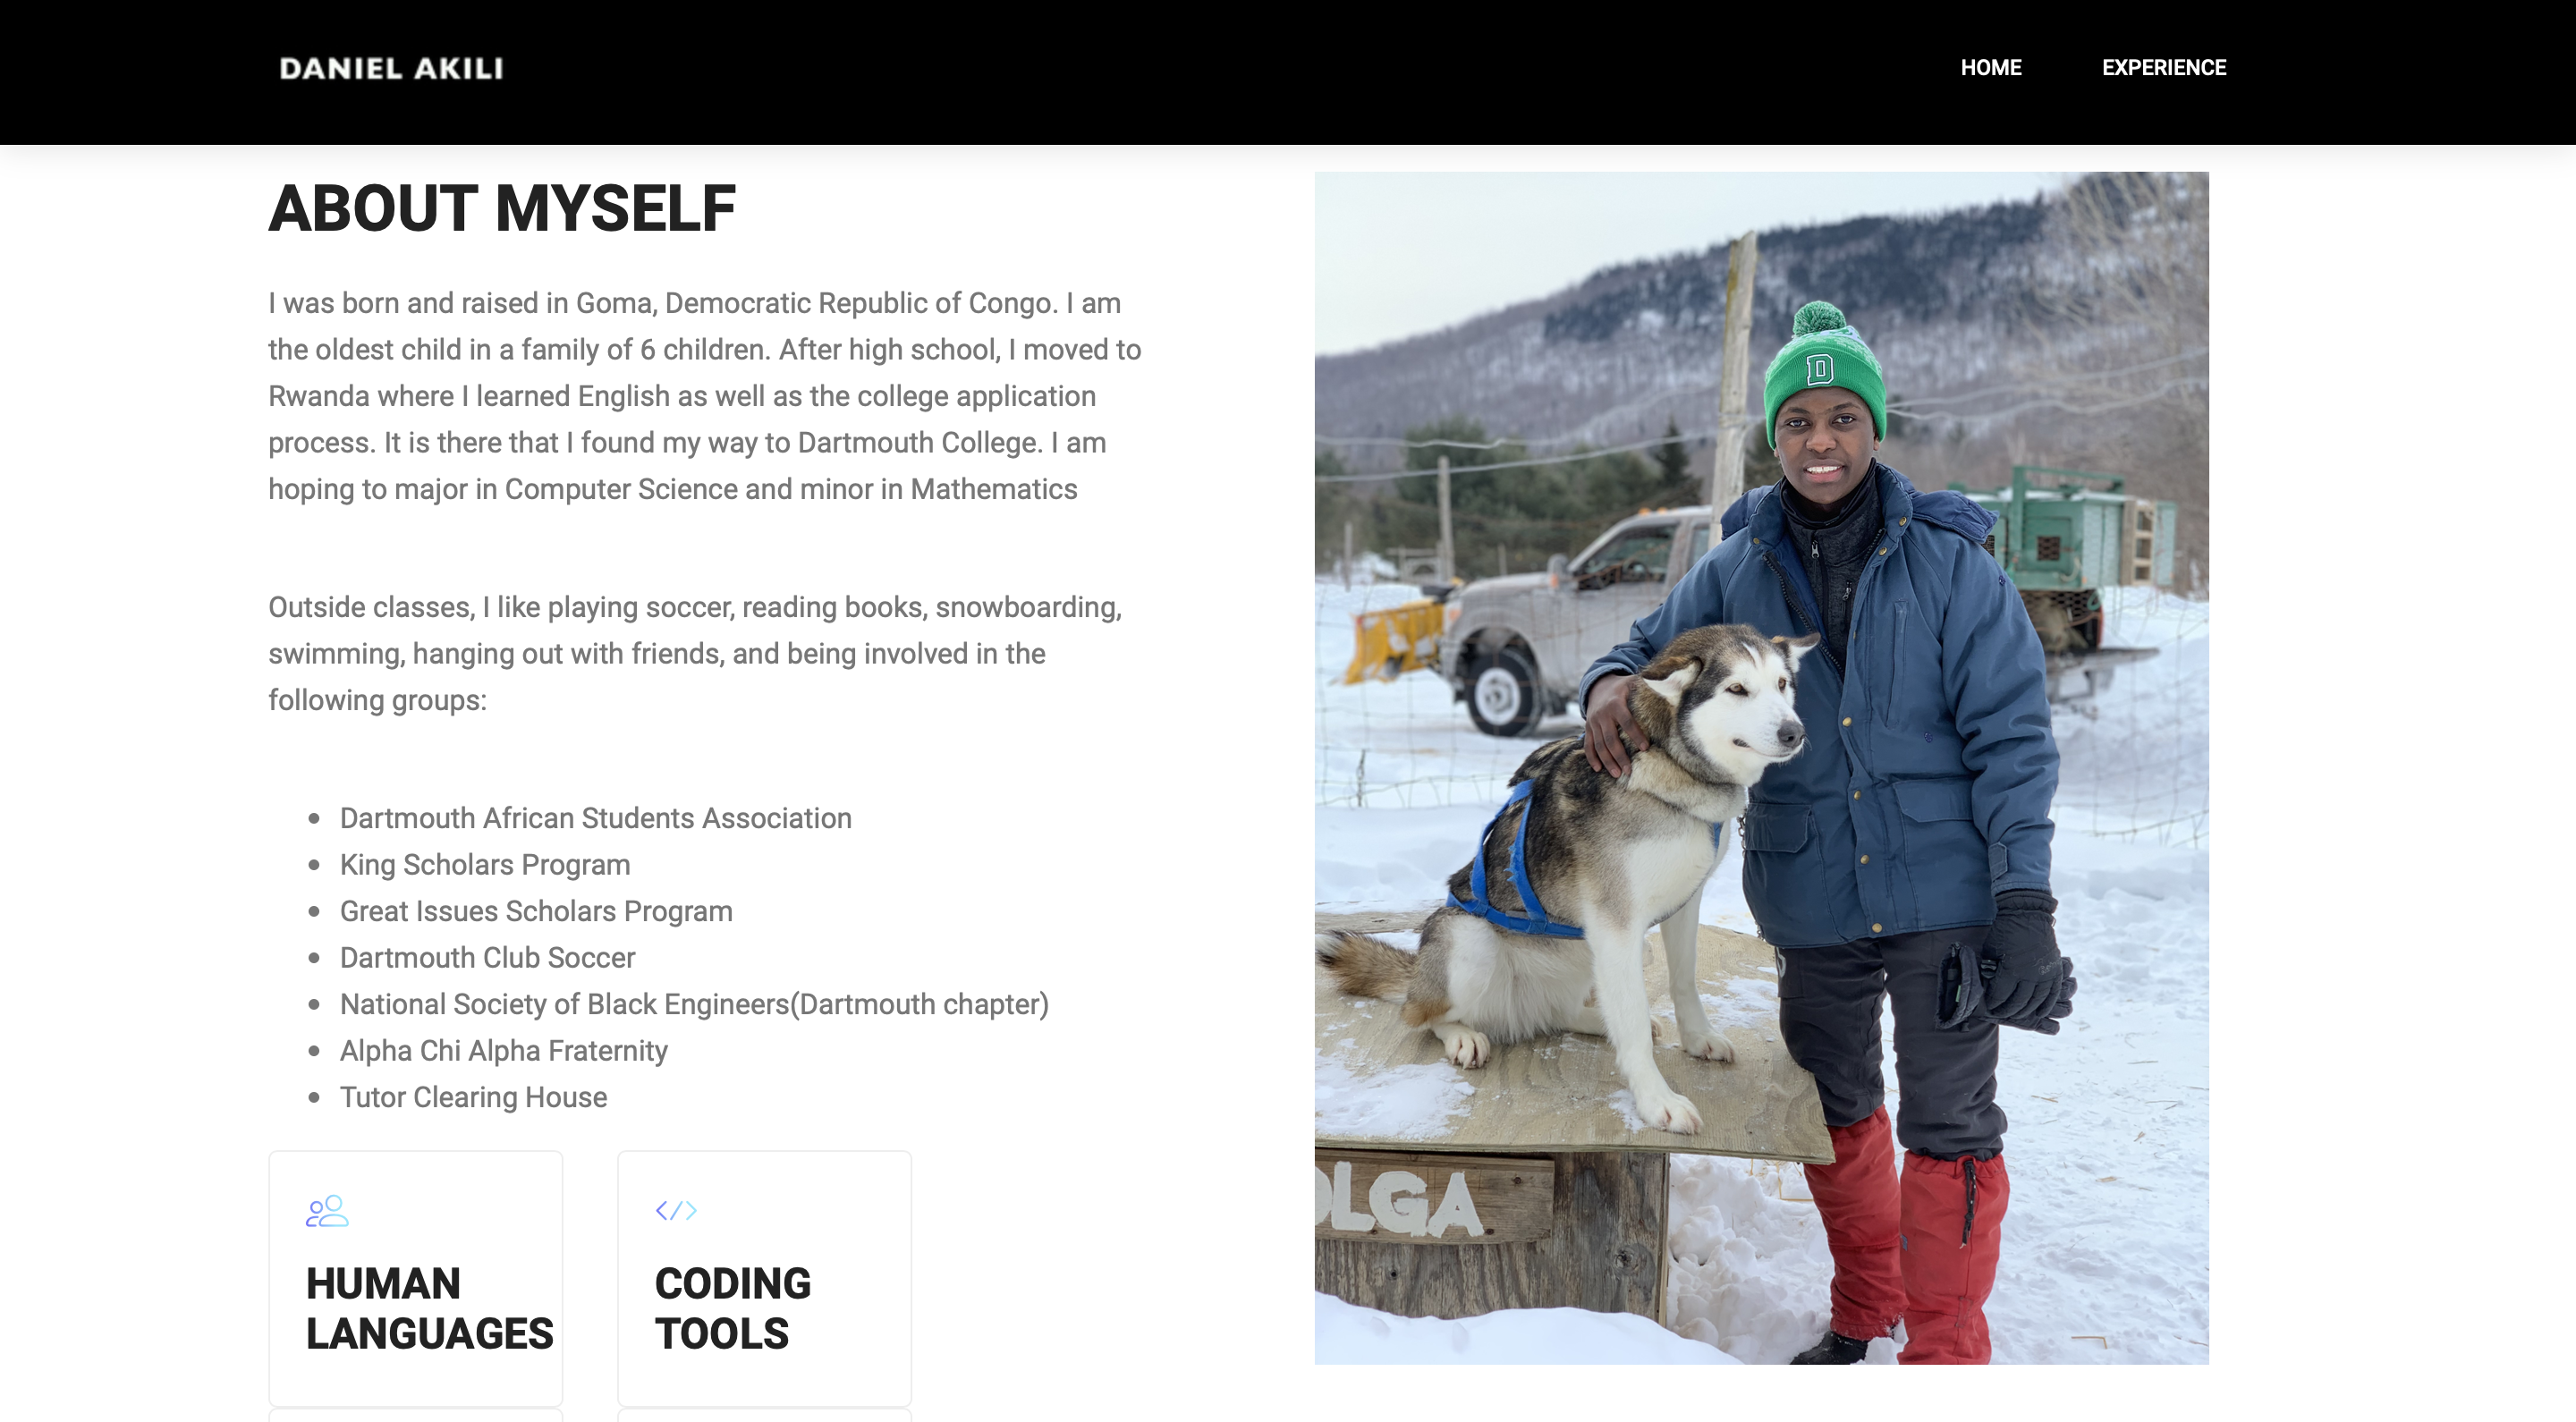 DANIEL AKILI
HOME
EXPERIENCE
ABOUT MYSELF
I was born and raised in Goma, Democratic Republic of Congo. I am
the oldest child in a family of 6 children. After high school, I moved to
Rwanda where I learned English as well as the college application
process. It is there that I found my way to Dartmouth College. I am
hoping to major in Computer Science and minor in Mathematics
Outside classes, I like playing soccer, reading books, snowboarding,
swimming, hanging out with friends, and being involved in the
following groups:
• Dartmouth African Students Association
• King Scholars Program
• Great Issues Scholars Program
• Dartmouth Club Soccer
• National Society of Black Engineers(Dartmouth chapter)
• Alpha Chi Alpha Fraternity
• Tutor Clearing House
HUMAN
LANGUAGES
CODING
TOOLS
D
OLGA